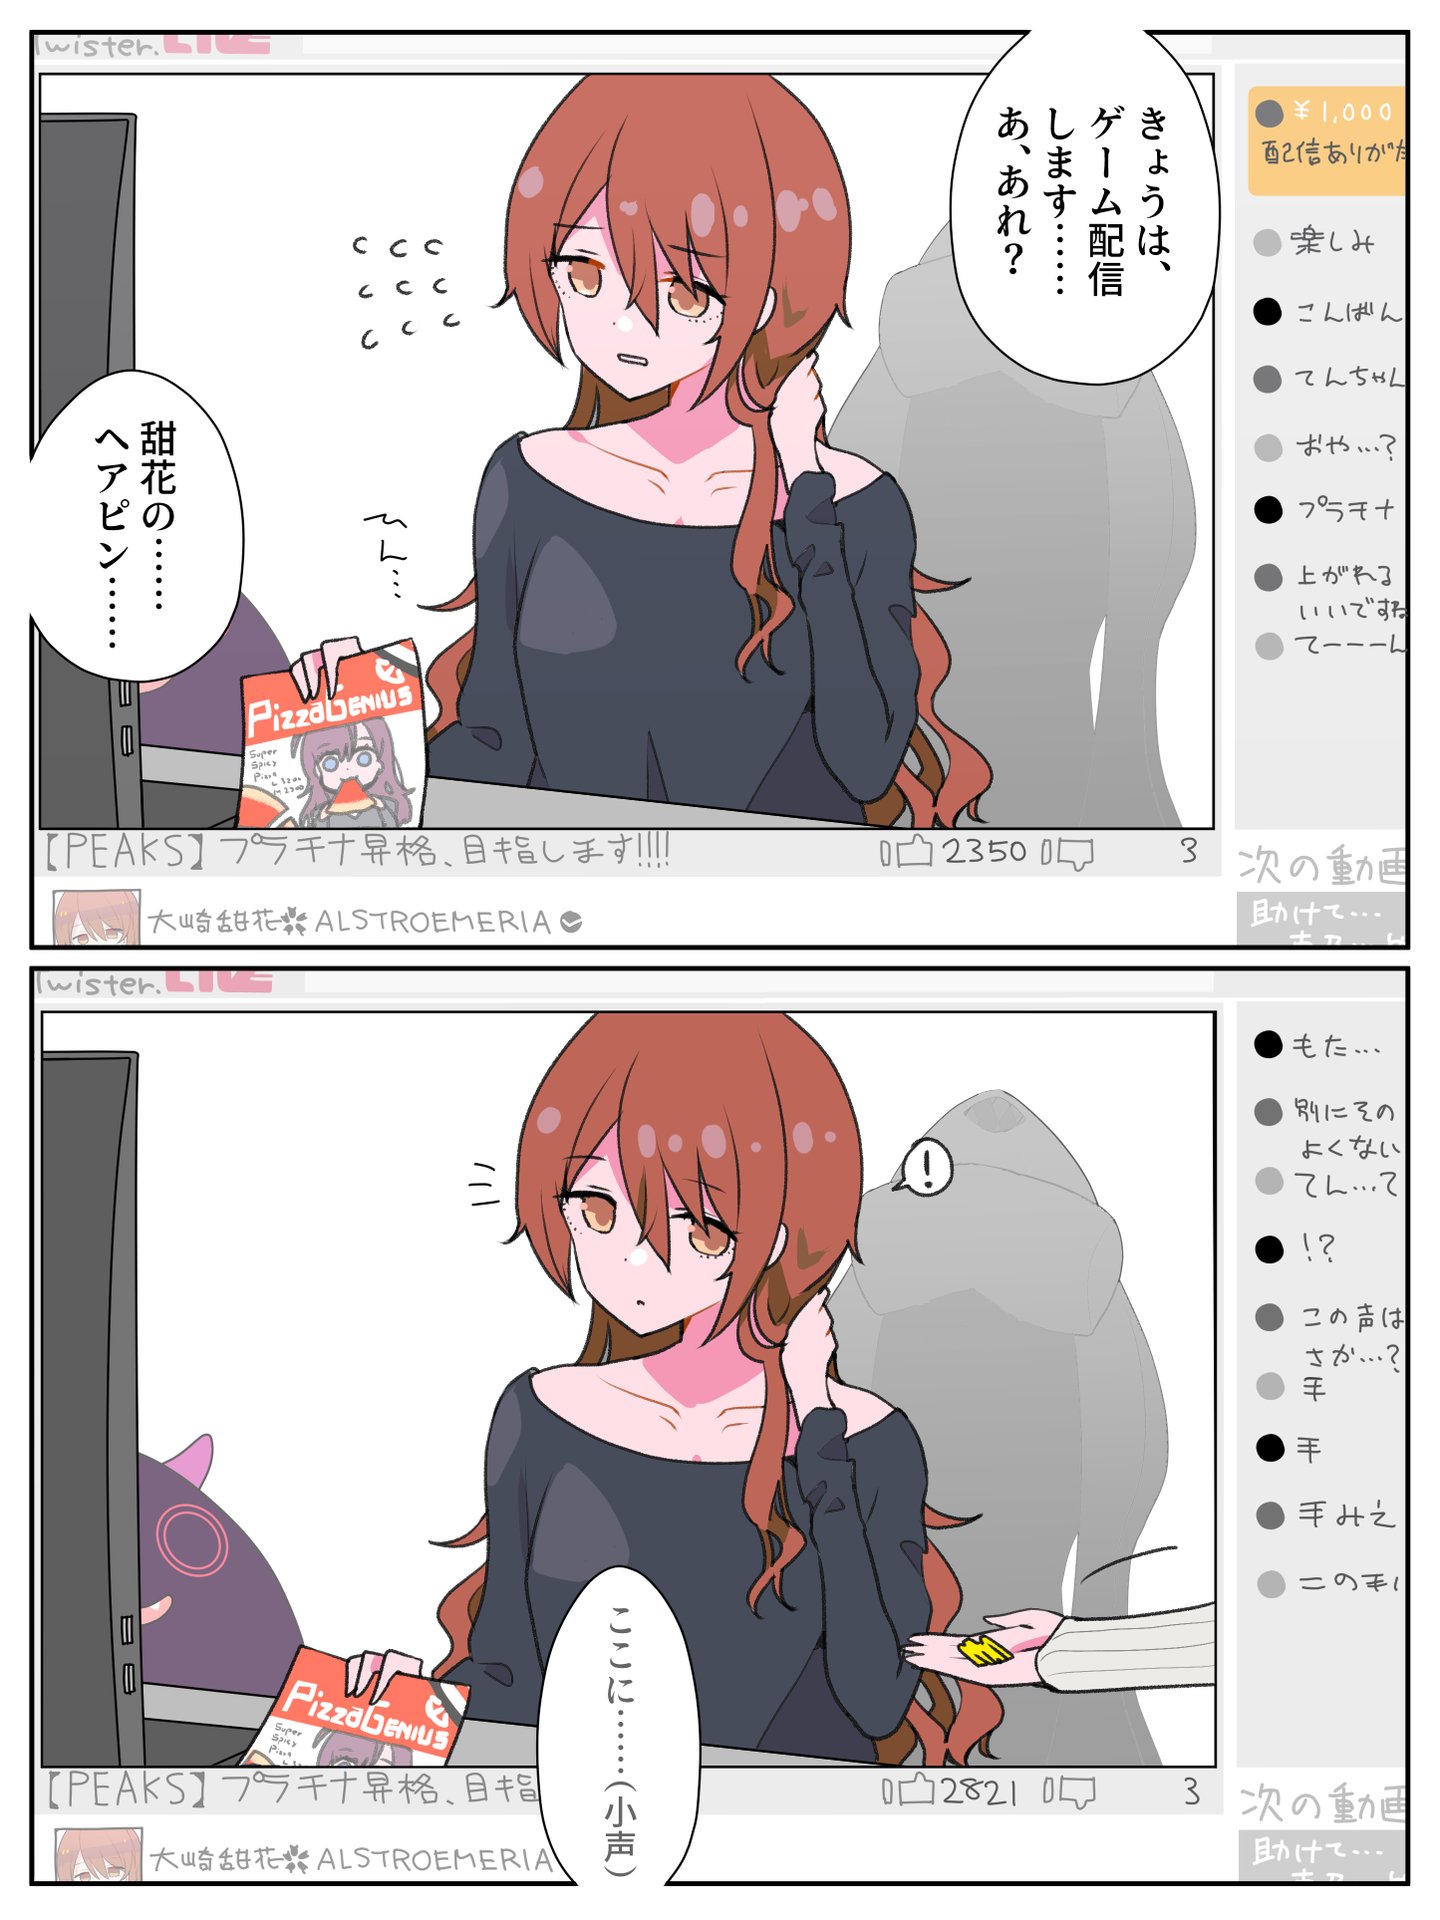 きょうは、
ゲーム配信
します……
あ、あれ？
甜花の……
ヘアピン……
ひん…
Twister.LIVE
PizzaGenius
Super
Spicy
Pizza
【PEAKS】プラチナ昇格、目指します!!!!
2350
3
大崎甜花 ALSTROEMERIA
¥1,000
配信ありがた
楽しみ
こんばん
てんちゃん
おや…?
プラチナ
上がれる
いいですね
てーーーん
次の動画
助けて…
Twister.LIVE
!
ここに……(小声)
PizzaGenius
Super
Spicy
Pizza
【PEAKS】プラチナ昇格、目指
2821
3
大崎甜花 ALSTROEMERIA
もた…
別にその
よくない
てん…て
!?
この声は
さか…?
手
手
手みえ
この手
次の動画
助けて…